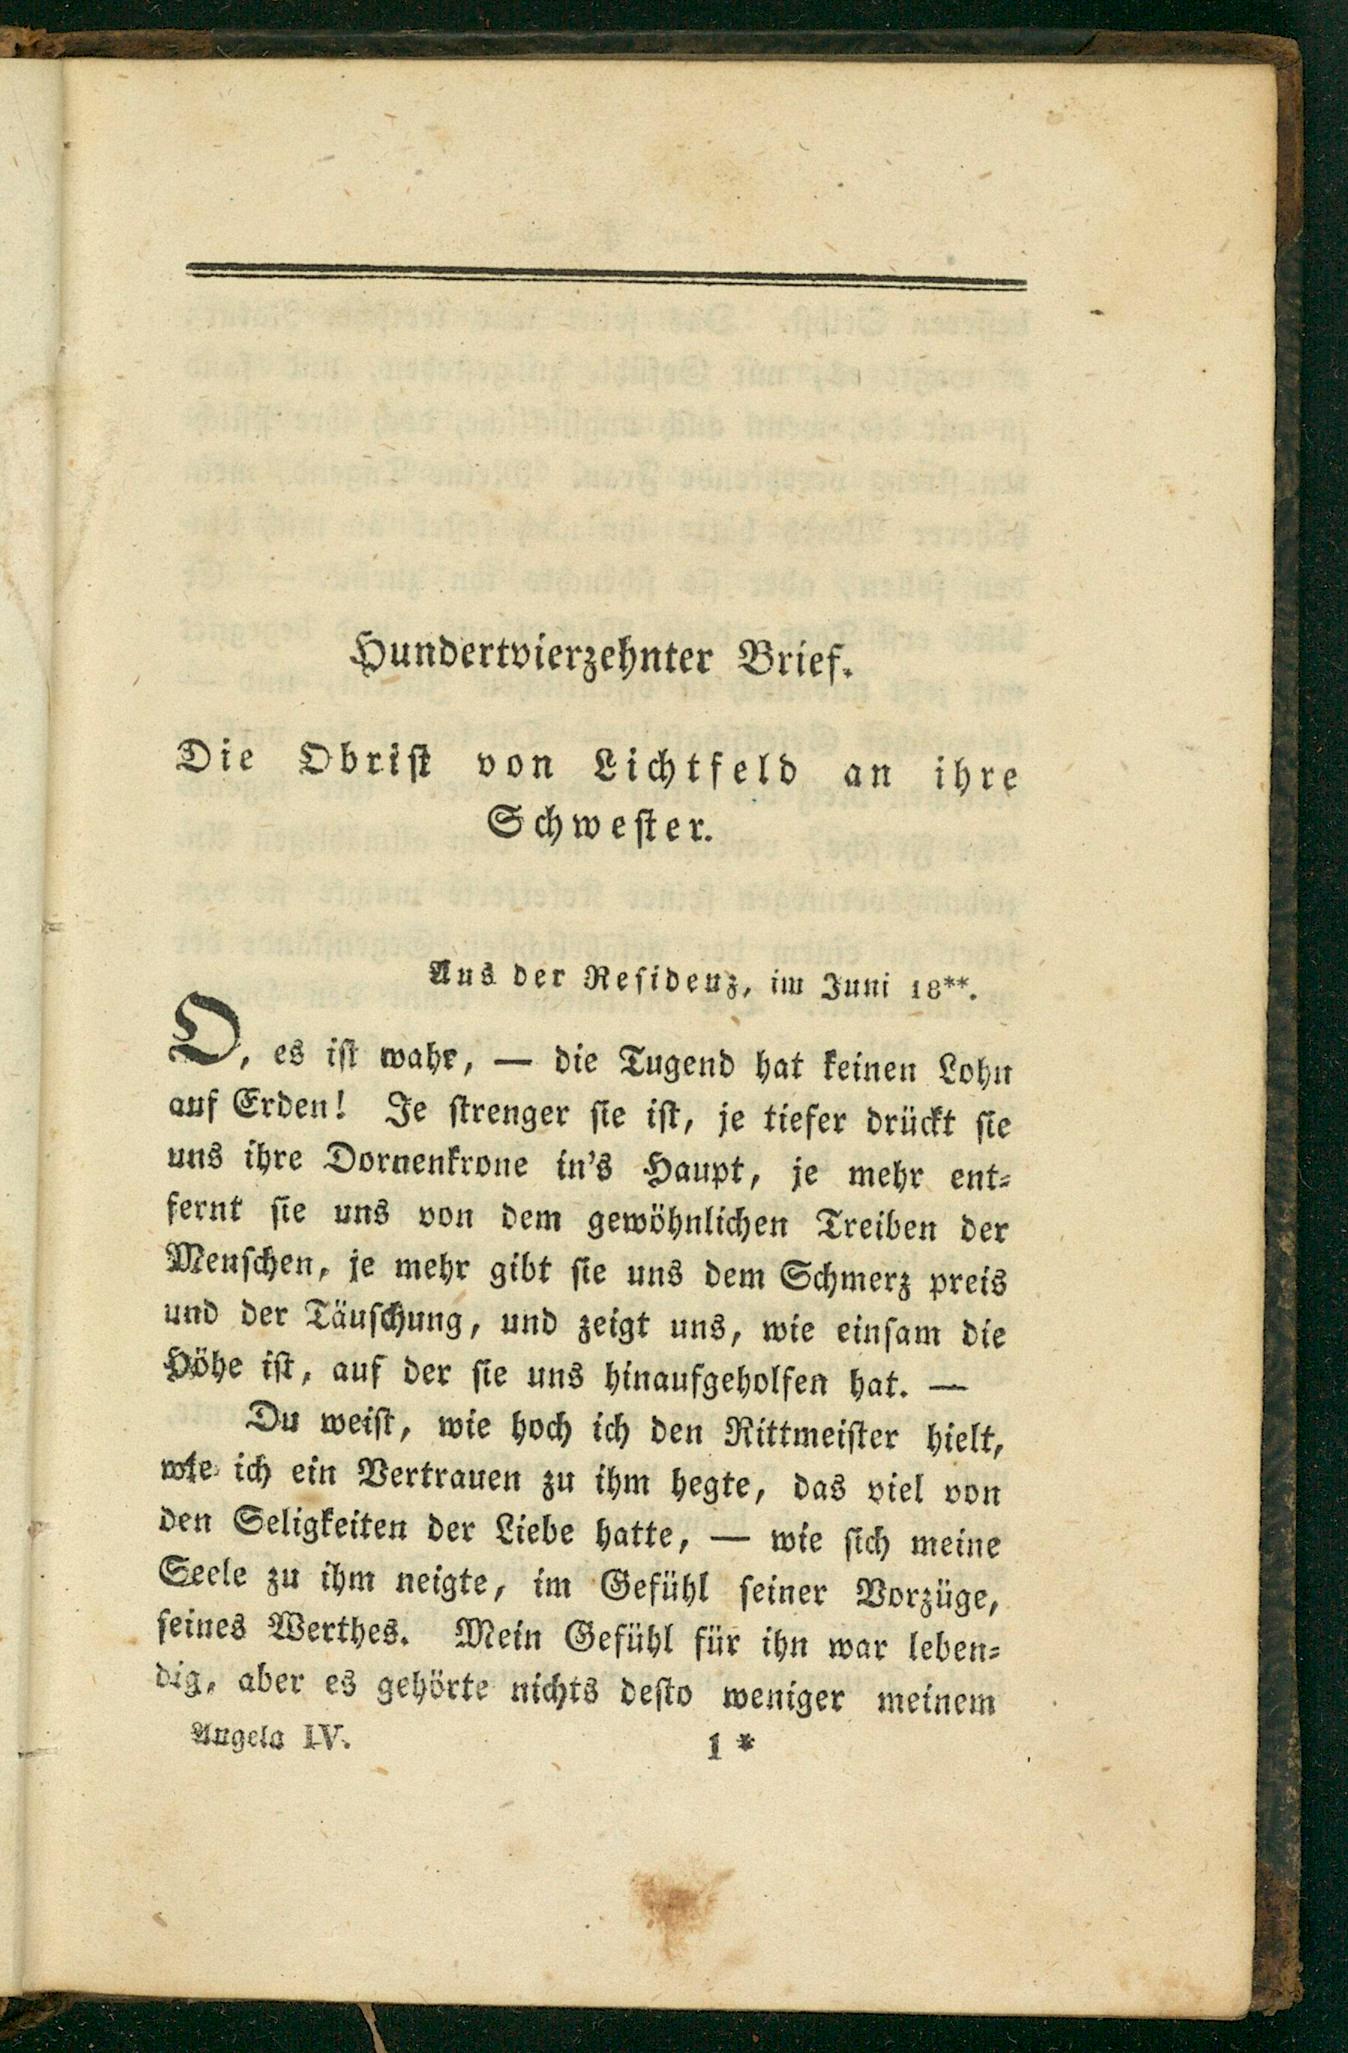 Hundertvierzehnter Brief.
Die Obrist von Lichtfeld an ihre
Schwester.
Aus der Residenz, im Juni 18**.
O, es ist wahr, — die Tugend hat keinen Lohn
auf Erden! Je strenger sie ist, je tiefer drückt sie
uns ihre Dornenkrone in's Haupt, je mehr ent-
fernt sie uns von dem gewöhnlichen Treiben der
Menschen, je mehr gibt sie uns dem Schmerz preis
und der Täuschung, und zeigt uns, wie einsam die
Höhe ist, auf der sie uns hinaufgeholfen hat. —
Du weist, wie hoch ich den Rittmeister hielt,
wie ich ein Vertrauen zu ihm hegte, das viel von
den Seligkeiten der Liebe hatte, — wie sich meine
Seele zu ihm neigte, im Gefühl seiner Vorzüge,
seines Werthes. Mein Gefühl für ihn war leben-
dig, aber es gehörte nichts desto weniger meinem
Angela IV. 1*